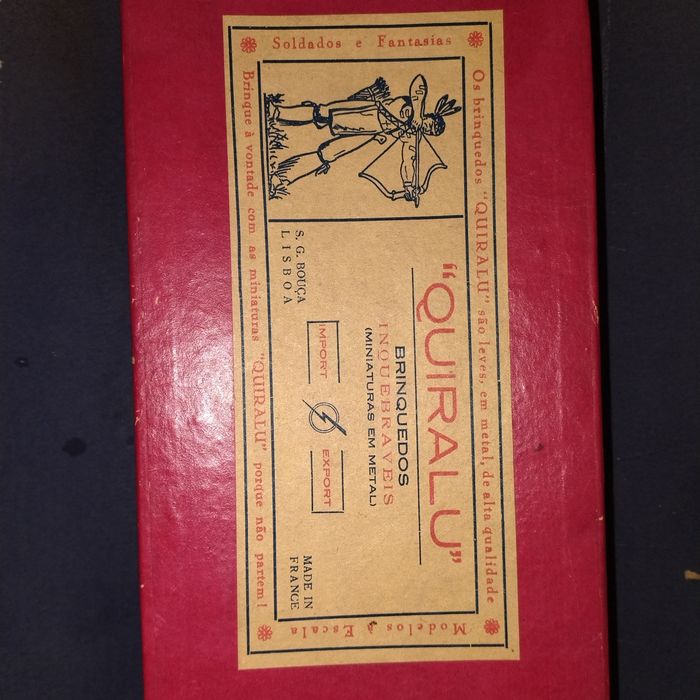 Os brinquedos "QUIRALU" são leves, em metal, de alta qualidade
Soldados e Fantasias
"QUIRALU"
BRINQUEDOS
INQUEBRAVEIS
(MINIATURAS EM METAL)
S. G. BOUÇA
LISBOA
IMPORT
EXPORT
MADE IN
FRANCE
Modelos à Escala
Brinque à vontade com as miniaturas "QUIRALU" porque não partem!